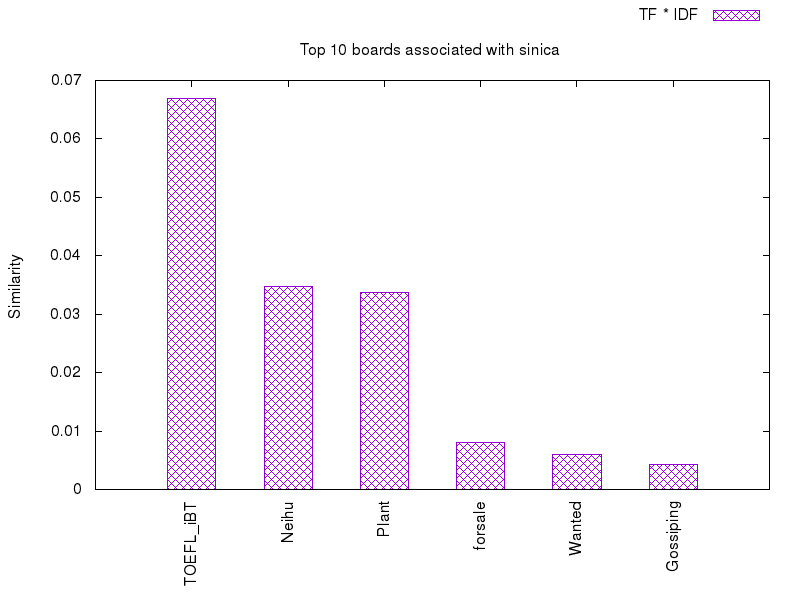 TF * IDF
Top 10 boards associated with sinica
0.07
0.06
0.05
0.04
0.03
0.02
0.01
0
Similarity
TOEFL_iBT
Neihu
Plant
forsale
Wanted
Gossiping